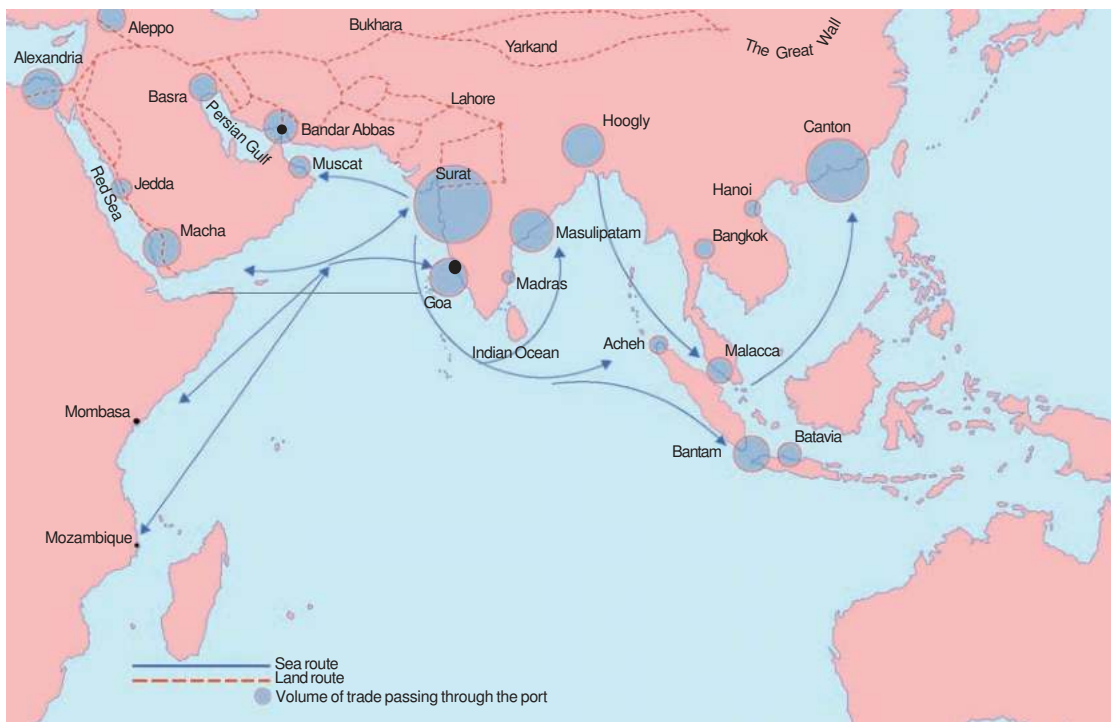 Aleppo
Bukhara
Yarkand
The Great Wall
Alexandria
Basra
Persian Gulf
Lahore
Bandar Abbas
Hoogly
Canton
Muscat
Surat
Red Sea
Jedda
Hanoi
Macha
Masulipatam
Bangkok
Goa
Madras
Indian Ocean
Acheh
Malacca
Mombasa
Bantam
Batavia
Mozambique
Sea route
Land route
Volume of trade passing through the port